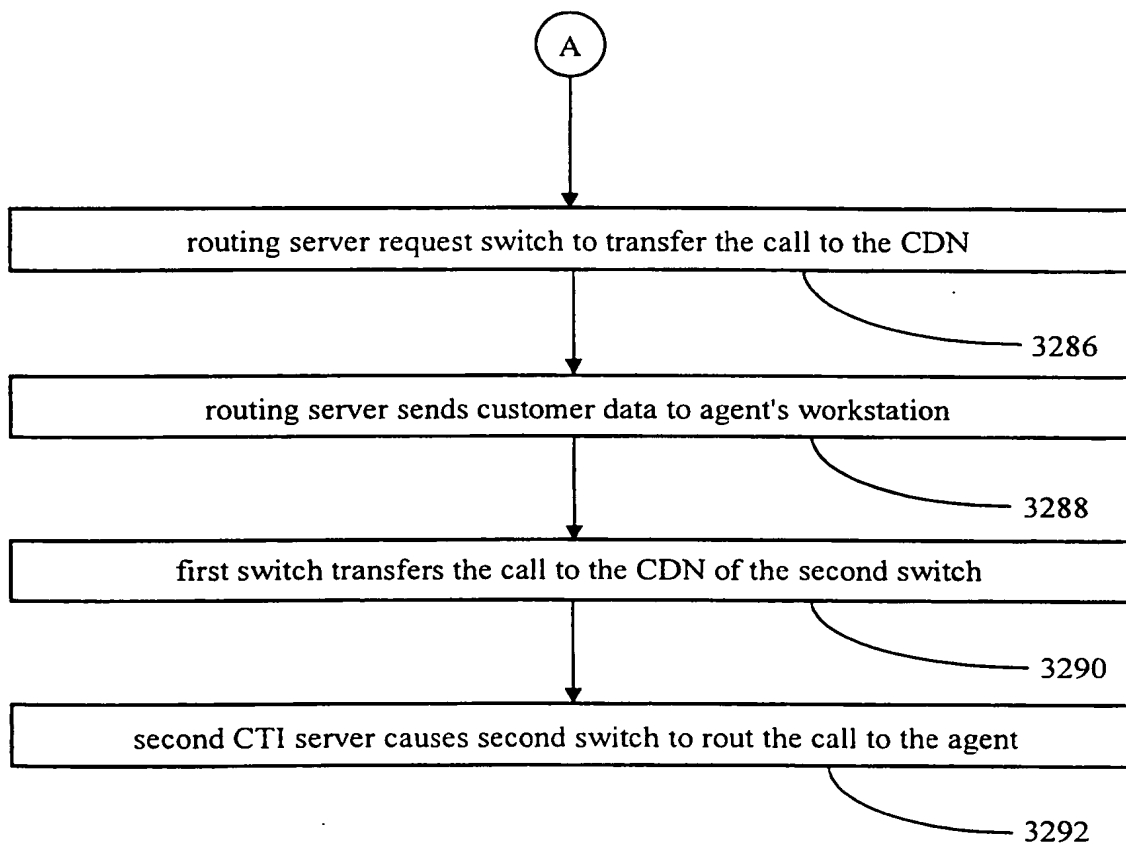 A
routing server request switch to transfer the call to the CDN
3286
routing server sends customer data to agent's workstation
3288
first switch transfers the call to the CDN of the second switch
3290
second CTI server causes second switch to rout the call to the agent
3292